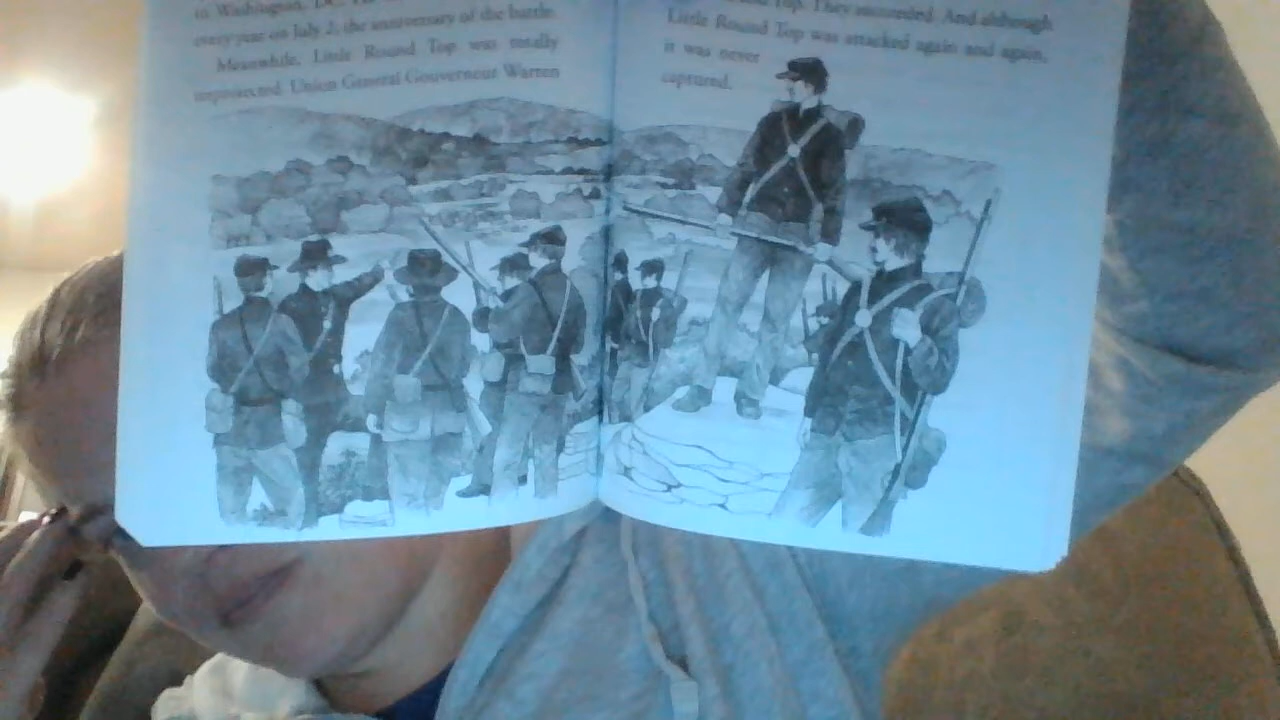 in Washington, D.C.
every year on July 2, the anniversary of the battle.
Meanwhile, Little Round Top was totally
unprotected. Union General Gouverneur Warren
Top. They succeeded. And although
Little Round Top was attacked again and again,
it was never
captured.